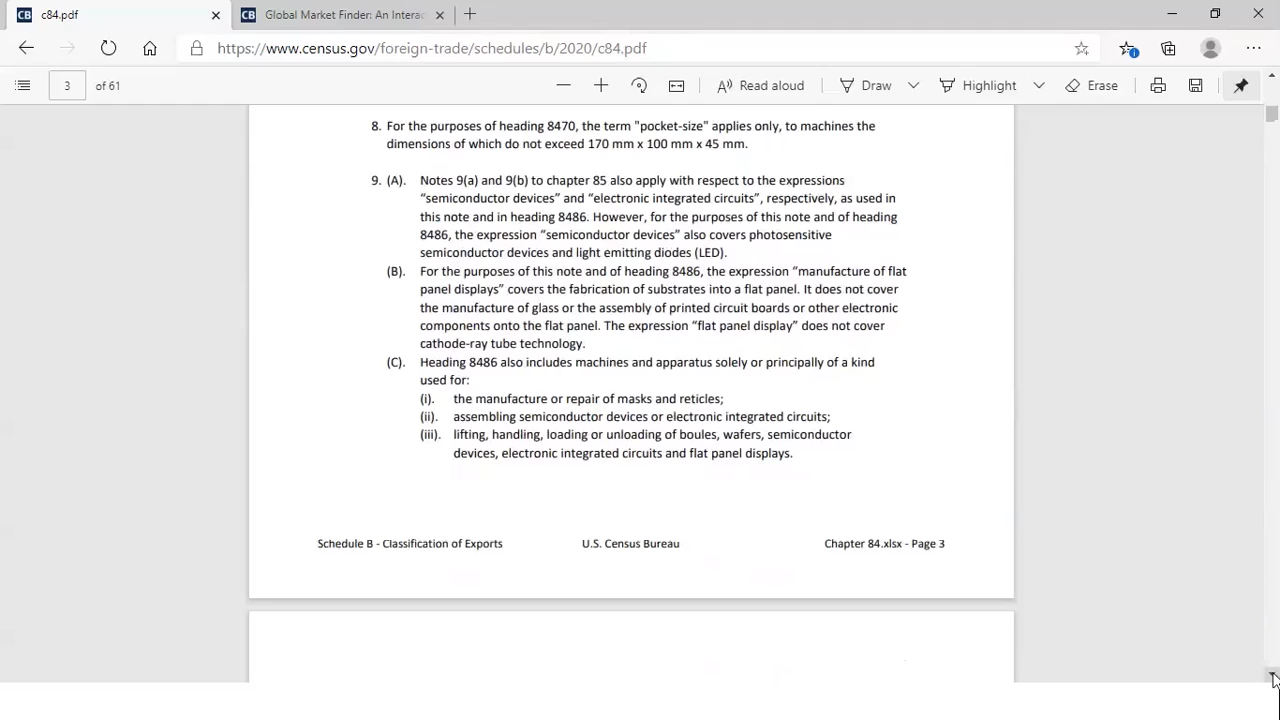 c84.pdf
Global Market Finder: An Interac
https://www.census.gov/foreign-trade/schedules/b/2020/c84.pdf
3 of 61 Read aloud Draw Highlight Erase
8. For the purposes of heading 8470, the term "pocket-size" applies only, to machines the
dimensions of which do not exceed 170 mm x 100 mm x 45 mm.
9. (A). Notes 9(a) and 9(b) to chapter 85 also apply with respect to the expressions
“semiconductor devices” and “electronic integrated circuits”, respectively, as used in
this note and in heading 8486. However, for the purposes of this note and of heading
8486, the expression “semiconductor devices” also covers photosensitive
semiconductor devices and light emitting diodes (LED).
(B). For the purposes of this note and of heading 8486, the expression “manufacture of flat
panel displays” covers the fabrication of substrates into a flat panel. It does not cover
the manufacture of glass or the assembly of printed circuit boards or other electronic
components onto the flat panel. The expression “flat panel display” does not cover
cathode-ray tube technology.
(C). Heading 8486 also includes machines and apparatus solely or principally of a kind
used for:
(i). the manufacture or repair of masks and reticles;
(ii). assembling semiconductor devices or electronic integrated circuits;
(iii). lifting, handling, loading or unloading of boules, wafers, semiconductor
devices, electronic integrated circuits and flat panel displays.
Schedule B - Classification of Exports U.S. Census Bureau Chapter 84.xlsx - Page 3